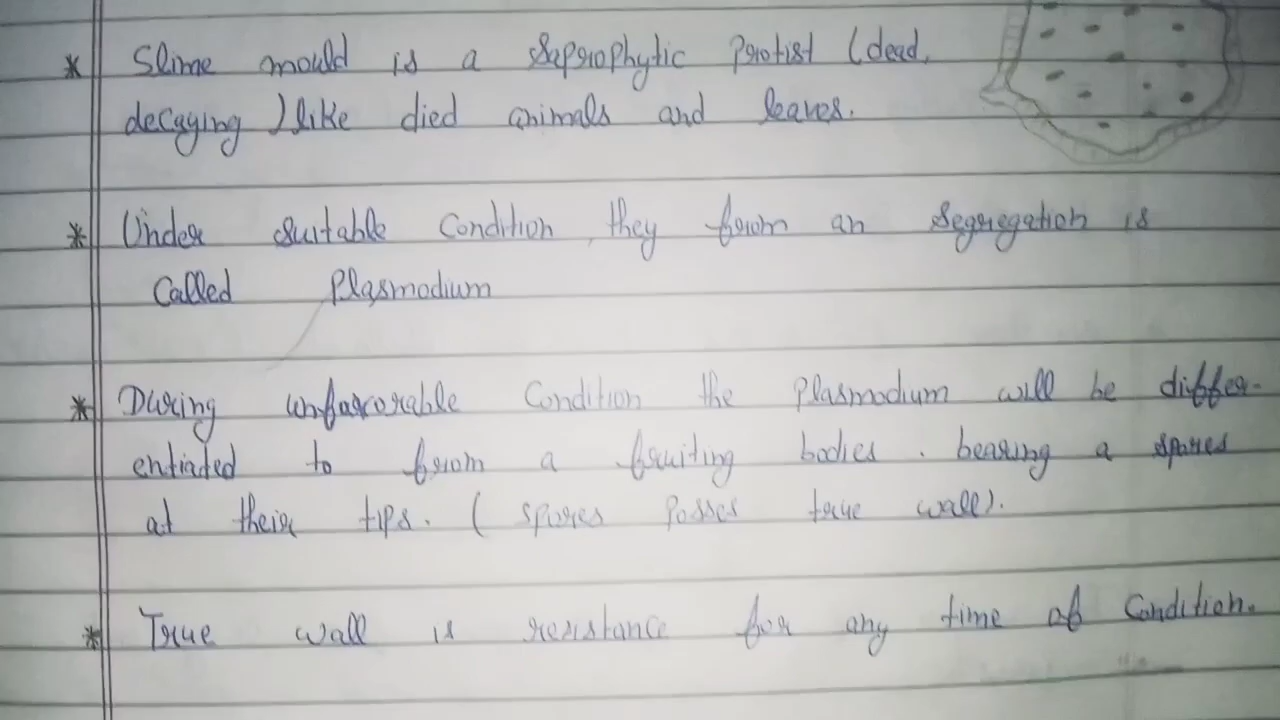 * Slime mould is a Saprophytic protist (dead,
decaying) like died animals and leaves.
* Under suitable condition, they from an segregation is
Called Plasmodium
* During unfavorable Condition the Plasmodium will be differ-
entiated to from a fruiting bodies. bearing a spores
at their tips. ( spores posses true wall).
* True wall is resistance for any time of Condition.